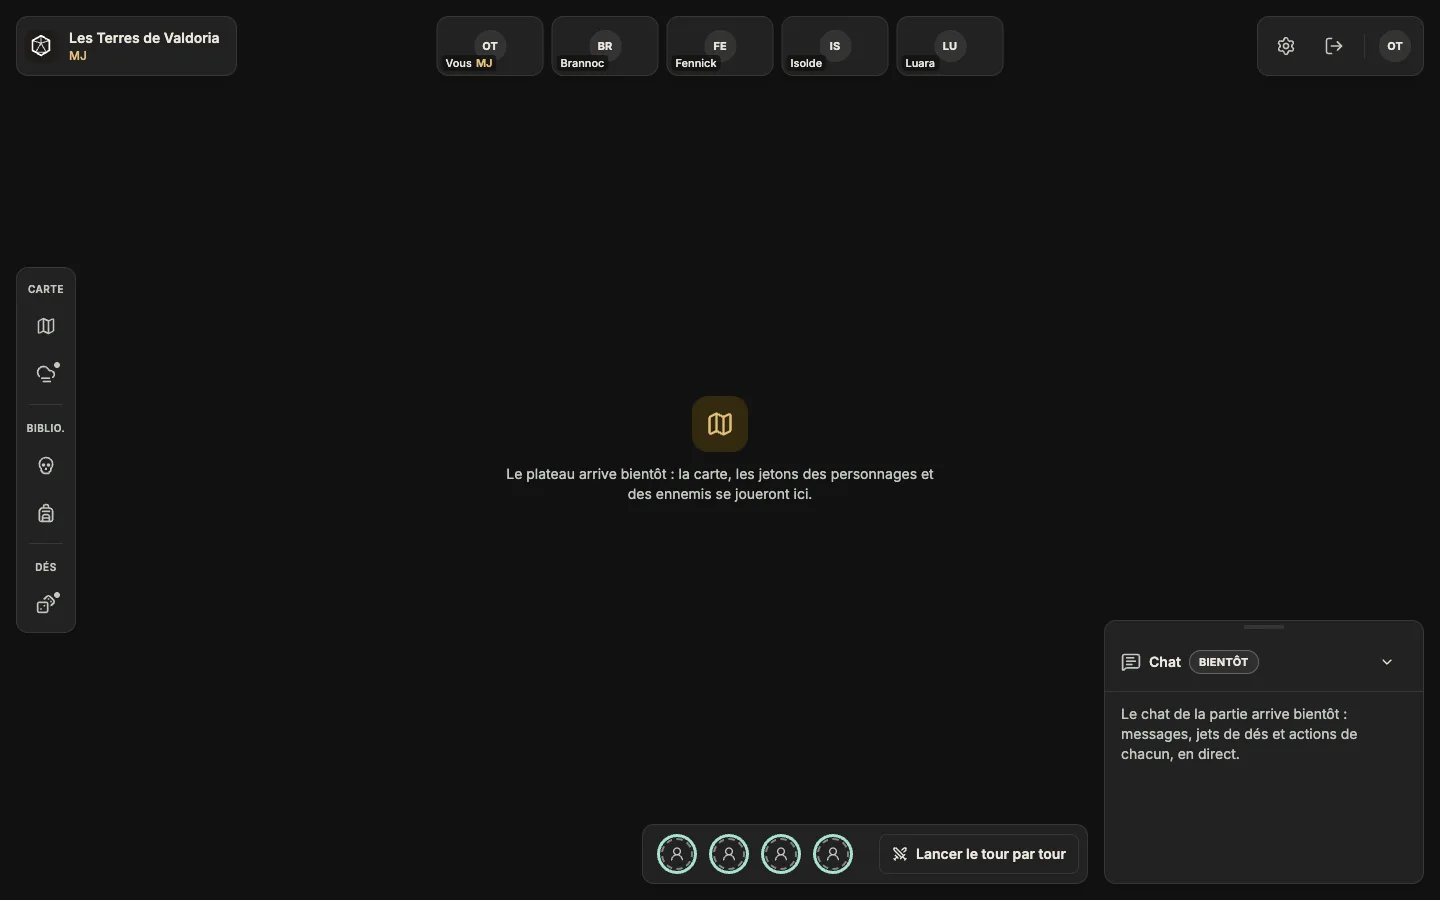 Les Terres de Valdoria
MJ
OT
Vous MJ
BR
Brannoc
FE
Fennick
IS
Isolde
LU
Luara
OT
CARTE
BIBLIO.
DÉS
Le plateau arrive bientôt : la carte, les jetons des personnages et
des ennemis se joueront ici.
Chat BIENTÔT
Le chat de la partie arrive bientôt :
messages, jets de dés et actions de
chacun, en direct.
Lancer le tour par tour